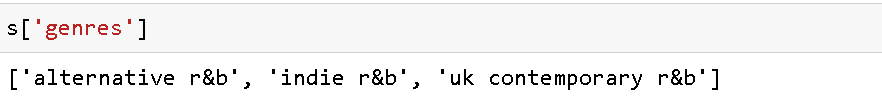 s['genres']
['alternative r&b', 'indie r&b', 'uk contemporary r&b']